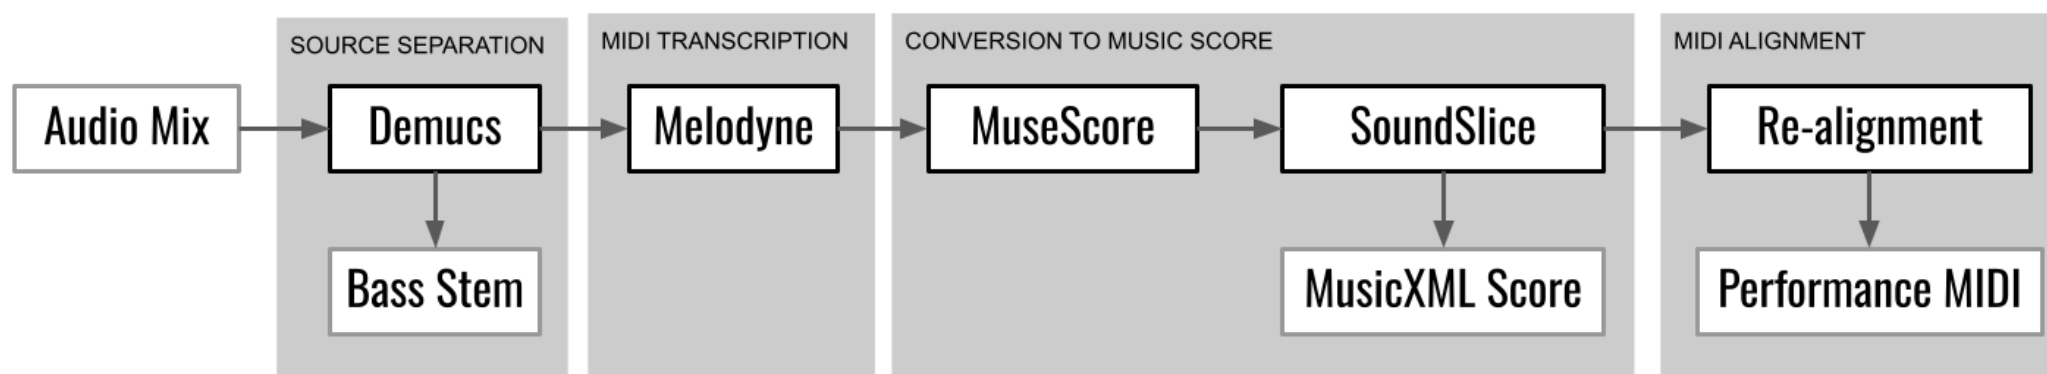 SOURCE SEPARATION
MIDI TRANSCRIPTION
CONVERSION TO MUSIC SCORE
MIDI ALIGNMENT
Audio Mix
Demucs
Melodyne
MuseScore
SoundSlice
Re-alignment
Bass Stem
MusicXML Score
Performance MIDI